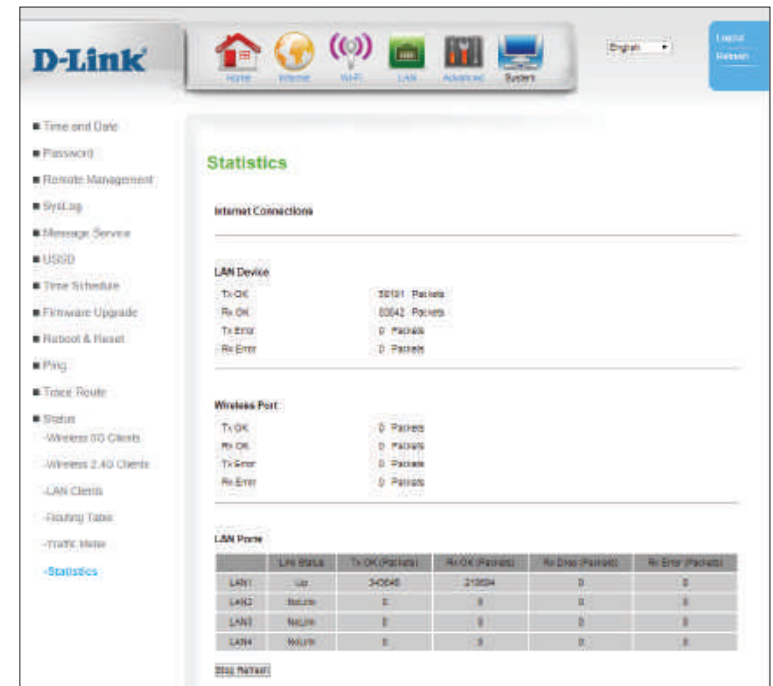 D-Link
Home Internet Wi-Fi LAN Advanced System
English
Logout
Refresh
Time and Date
Password
Remote Management
SysLog
Message Service
USSD
Time Schedule
Firmware Upgrade
Reboot & Reset
Ping
Trace Route
Status
-Wireless 5G Clients
-Wireless 2.4G Clients
-LAN Clients
-Routing Table
-Traffic Meter
-Statistics
Statistics
Internet Connections
LAN Device
Tx OK Packets
Rx OK Packets
Tx Error 0 Packets
Rx Error 0 Packets
Wireless Port
Tx OK 0 Packets
Rx OK 0 Packets
Tx Error 0 Packets
Rx Error 0 Packets
LAN Ports
Link Status Tx OK (Packets) Rx OK (Packets) Rx Drop (Packets) Rx Error (Packets)
LAN1 Up 0 0
LAN2 NoLink 0 0 0 0
LAN3 NoLink 0 0 0 0
LAN4 NoLink 0 0 0 0
Stop Refresh